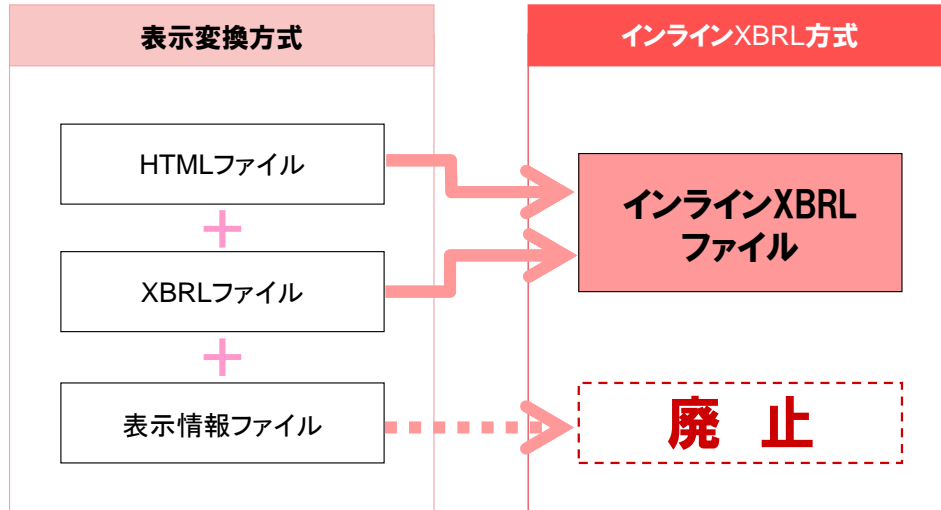 表示変換方式
インラインXBRL方式
HTMLファイル
+
XBRLファイル
+
表示情報ファイル
インラインXBRL
ファイル
廃 止